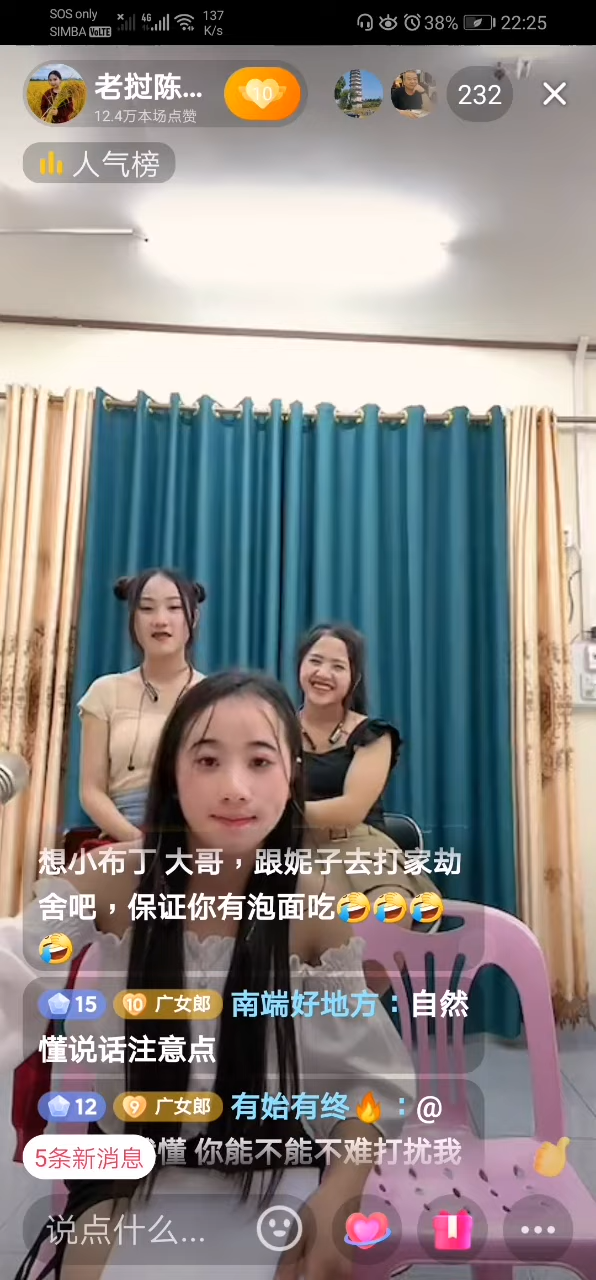 SOS only
SIMBA VoLTE
4G
137
K/s
38%
22:25
老挝陈...
12.4万本场点赞
10
232
人气榜
想小布丁 大哥，跟妮子去打家劫
舍吧，保证你有泡面吃🤣🤣🤣
🤣
15 10 广女郎 南端好地方：自然
懂说话注意点
12 9 广女郎 有始有终🔥：@
5条新消息 懂 你能不能不难打扰我
说点什么...